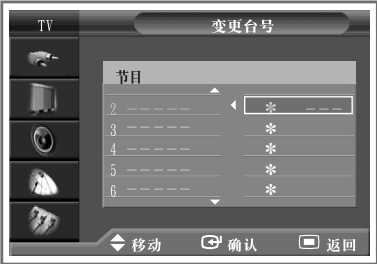 TV 变更台号
节目
2 ----- ✻ ---
3 ----- ✻
4 ----- ✻
5 ----- ✻
6 ----- ✻
移动 确认 返回